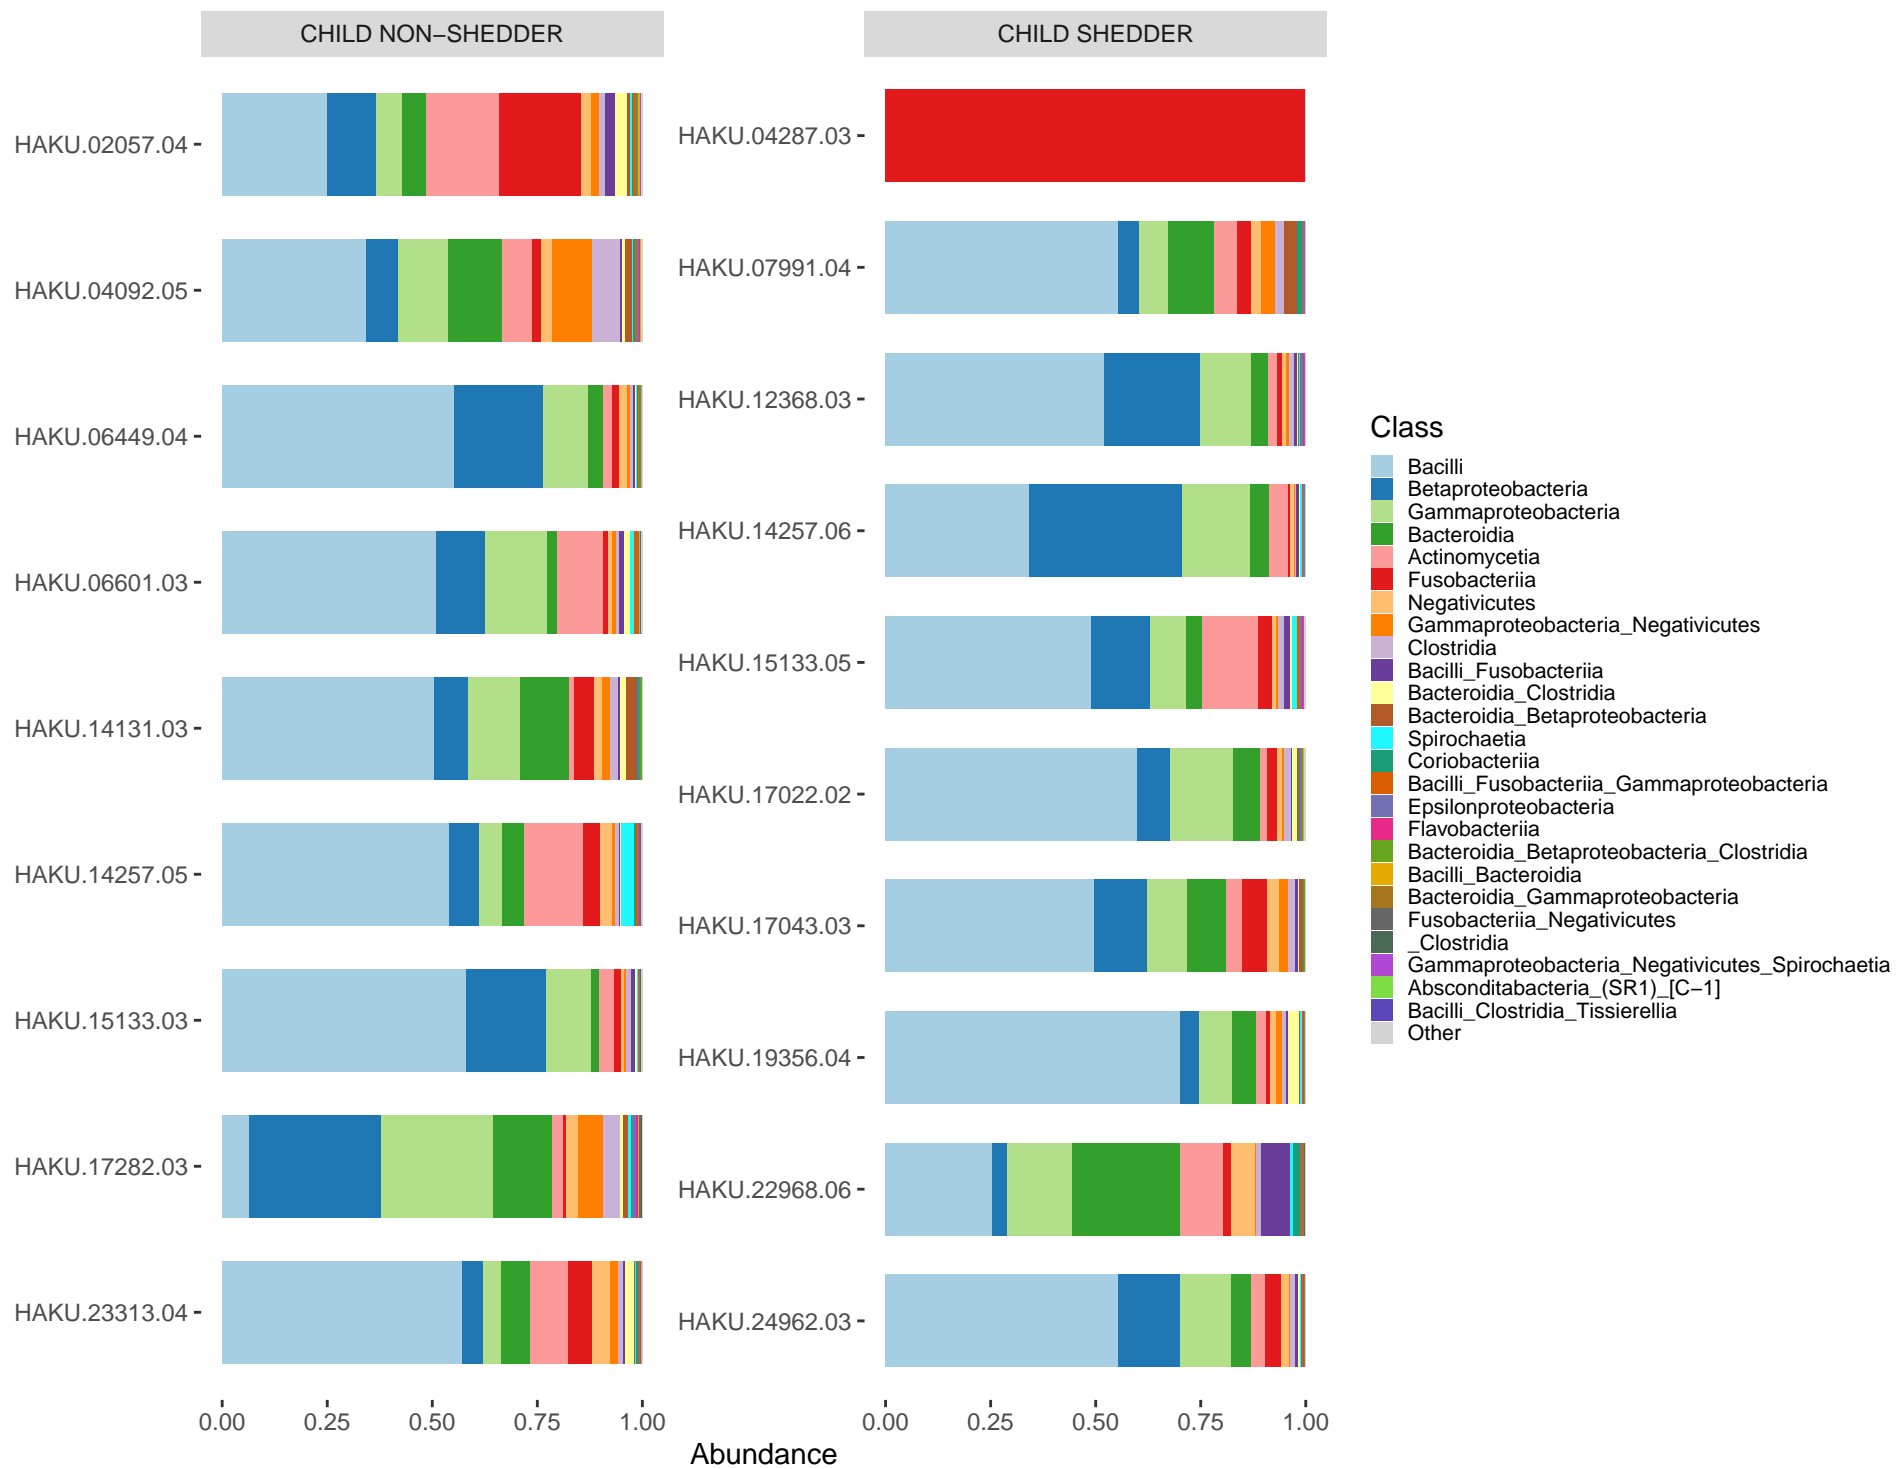 CHILD NON−SHEDDER
CHILD SHEDDER
HAKU.02057.04
HAKU.04092.05
HAKU.06449.04
HAKU.06601.03
HAKU.14131.03
HAKU.14257.05
HAKU.15133.03
HAKU.17282.03
HAKU.23313.04
HAKU.04287.03
HAKU.07991.04
HAKU.12368.03
HAKU.14257.06
HAKU.15133.05
HAKU.17022.02
HAKU.17043.03
HAKU.19356.04
HAKU.22968.06
HAKU.24962.03
0.00 0.25 0.50 0.75 1.00
0.00 0.25 0.50 0.75 1.00
Abundance
Class
Bacilli
Betaproteobacteria
Gammaproteobacteria
Bacteroidia
Actinomycetia
Fusobacteriia
Negativicutes
Gammaproteobacteria_Negativicutes
Clostridia
Bacilli_Fusobacteriia
Bacteroidia_Clostridia
Bacteroidia_Betaproteobacteria
Spirochaetia
Coriobacteriia
Bacilli_Fusobacteriia_Gammaproteobacteria
Epsilonproteobacteria
Flavobacteriia
Bacteroidia_Betaproteobacteria_Clostridia
Bacilli_Bacteroidia
Bacteroidia_Gammaproteobacteria
Fusobacteriia_Negativicutes
_Clostridia
Gammaproteobacteria_Negativicutes_Spirochaetia
Absconditabacteria_(SR1)_[C−1]
Bacilli_Clostridia_Tissierellia
Other